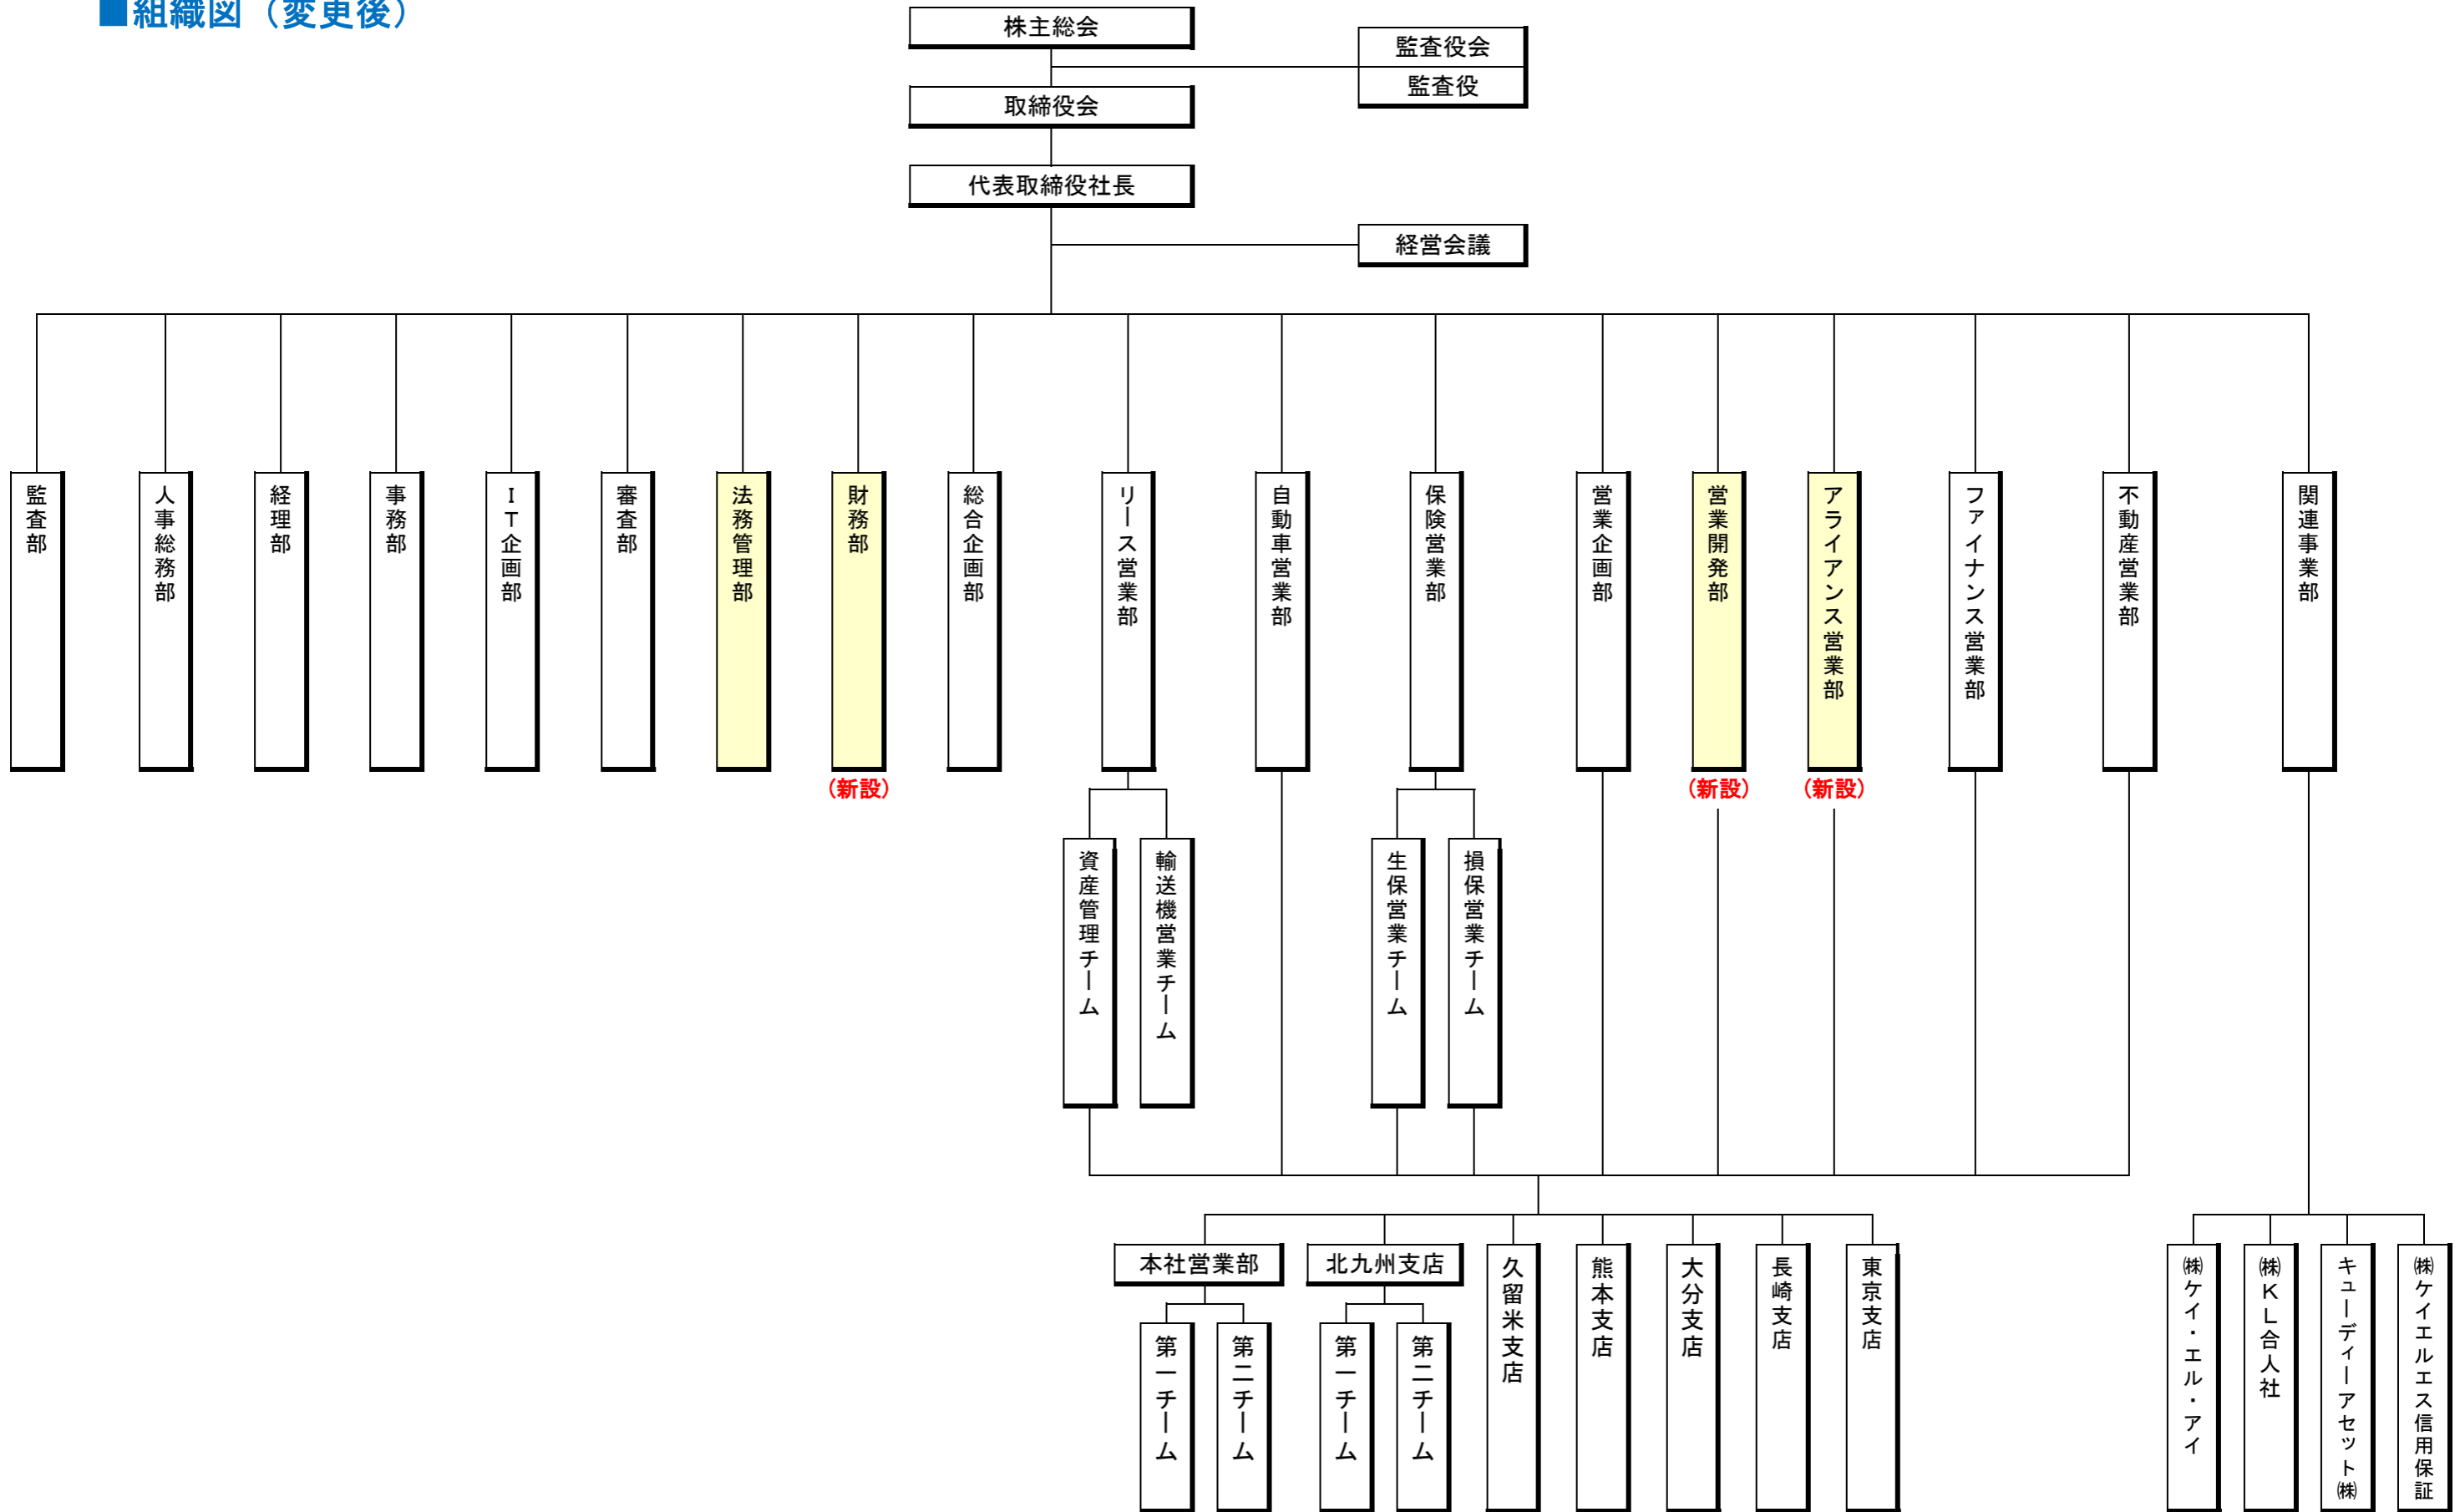 ■組織図（変更後）
株主総会
監査役会
監査役
取締役会
代表取締役社長
経営会議
監査部
人事総務部
経理部
事務部
ＩＴ企画部
審査部
法務管理部
財務部
総合企画部
リース営業部
自動車営業部
保険営業部
営業企画部
営業開発部
アライアンス営業部
ファイナンス営業部
不動産営業部
関連事業部
（新設）
（新設）
（新設）
資産管理チーム
輸送機営業チーム
生保営業チーム
損保営業チーム
本社営業部
北九州支店
久留米支店
熊本支店
大分支店
長崎支店
東京支店
㈱ケイ・エル・アイ
㈱ＫＬ合人社
キューディーアセット㈱
㈱ケイエルエス信用保証
第一チーム
第二チーム
第一チーム
第二チーム